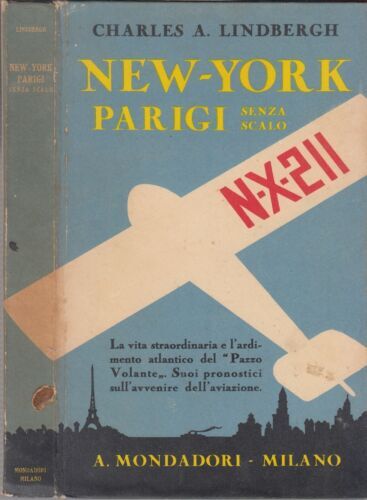 LINDBERGH
NEW-YORK
PARIGI
SENZA SCALO
MONDADORI
MILANO
CHARLES A. LINDBERGH
NEW-YORK
PARIGI SENZA
SCALO
N-X-211
La vita straordinaria e l'ardi-
mento atlantico del "Pazzo
Volante„. Suoi pronostici
sull'avvenire dell'aviazione.
A. MONDADORI - MILANO